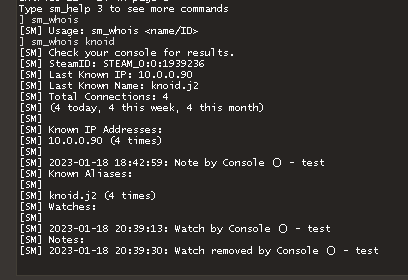 Type sm_help 3 to see more commands
] sm_whois
[SM] Usage: sm_whois <name/ID>
] sm_whois knoid
[SM] Check your console for results.
[SM] SteamID: STEAM_0:0:1939236
[SM] Last Known IP: 10.0.0.90
[SM] Last Known Name: knoid.j2
[SM] Total Connections: 4
[SM] (4 today, 4 this week, 4 this month)
[SM]
[SM] Known IP Addresses:
[SM] 10.0.0.90 (4 times)
[SM]
[SM] 2023-01-18 18:42:59: Note by Console () - test
[SM] Known Aliases:
[SM]
[SM] knoid.j2 (4 times)
[SM] Watches:
[SM]
[SM] 2023-01-18 20:39:13: Watch by Console () - test
[SM] Notes:
[SM] 2023-01-18 20:39:30: Watch removed by Console () - test